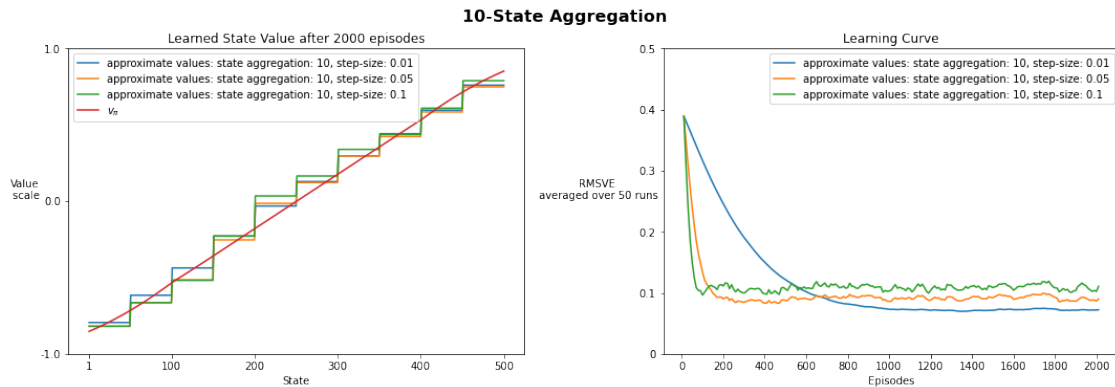 10-State Aggregation
Learned State Value after 2000 episodes
1.0
approximate values: state aggregation: 10, step-size: 0.01
approximate values: state aggregation: 10, step-size: 0.05
approximate values: state aggregation: 10, step-size: 0.1
vπ
Value
scale
0.0
-1.0
1
100
200
300
400
500
State
Learning Curve
0.5
approximate values: state aggregation: 10, step-size: 0.01
approximate values: state aggregation: 10, step-size: 0.05
approximate values: state aggregation: 10, step-size: 0.1
0.4
0.3
RMSVE
averaged over 50 runs
0.2
0.1
0
0
200
400
600
800
1000
1200
1400
1600
1800
2000
Episodes